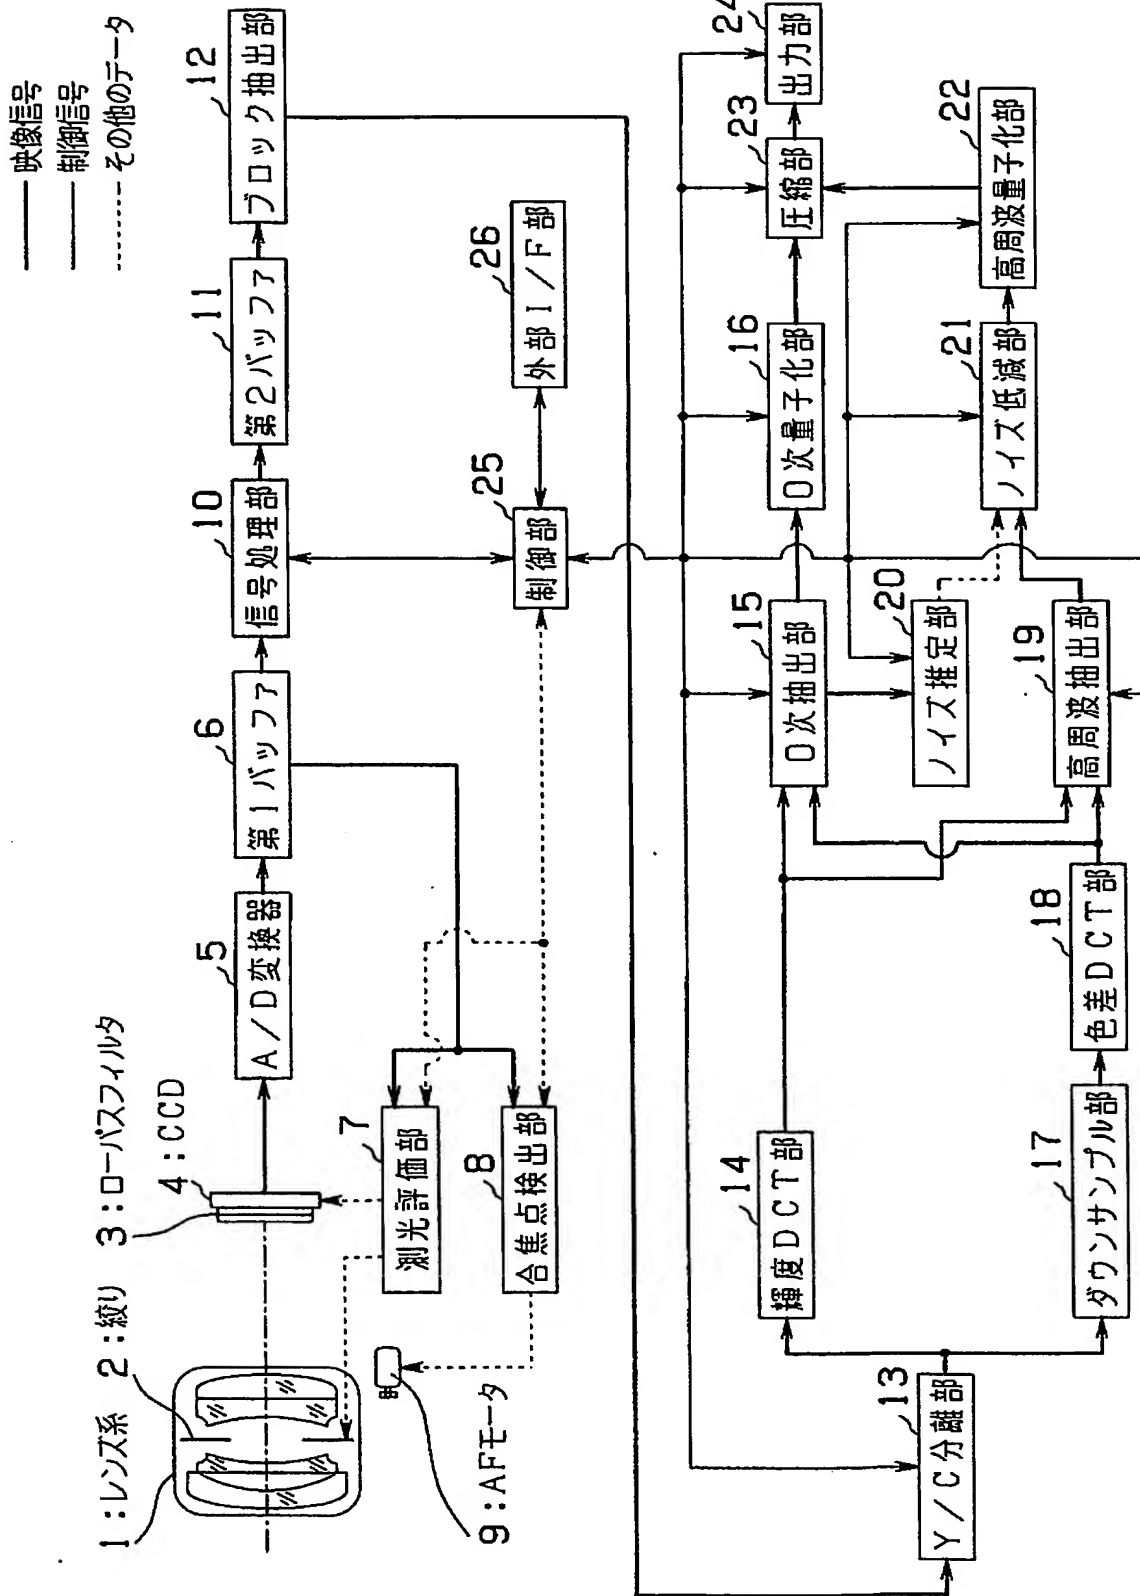 映像信号
制御信号
その他のデータ
1:レンズ系
2:絞り
3:ローパスフィルタ
4:CCD
5
A/D変換器
6
第1バッファ
10
信号処理部
11
第2バッファ
12
ブロック抽出部
7
測光評価部
8
合焦点検出部
9:AFモータ
25
制御部
26
外部I/F部
13
Y/C分離部
14
輝度DCT部
15
0次抽出部
16
0次量子化部
23
圧縮部
24
出力部
17
ダウンサンプル部
18
色差DCT部
19
高周波抽出部
20
ノイズ推定部
21
ノイズ低減部
22
高周波量子化部